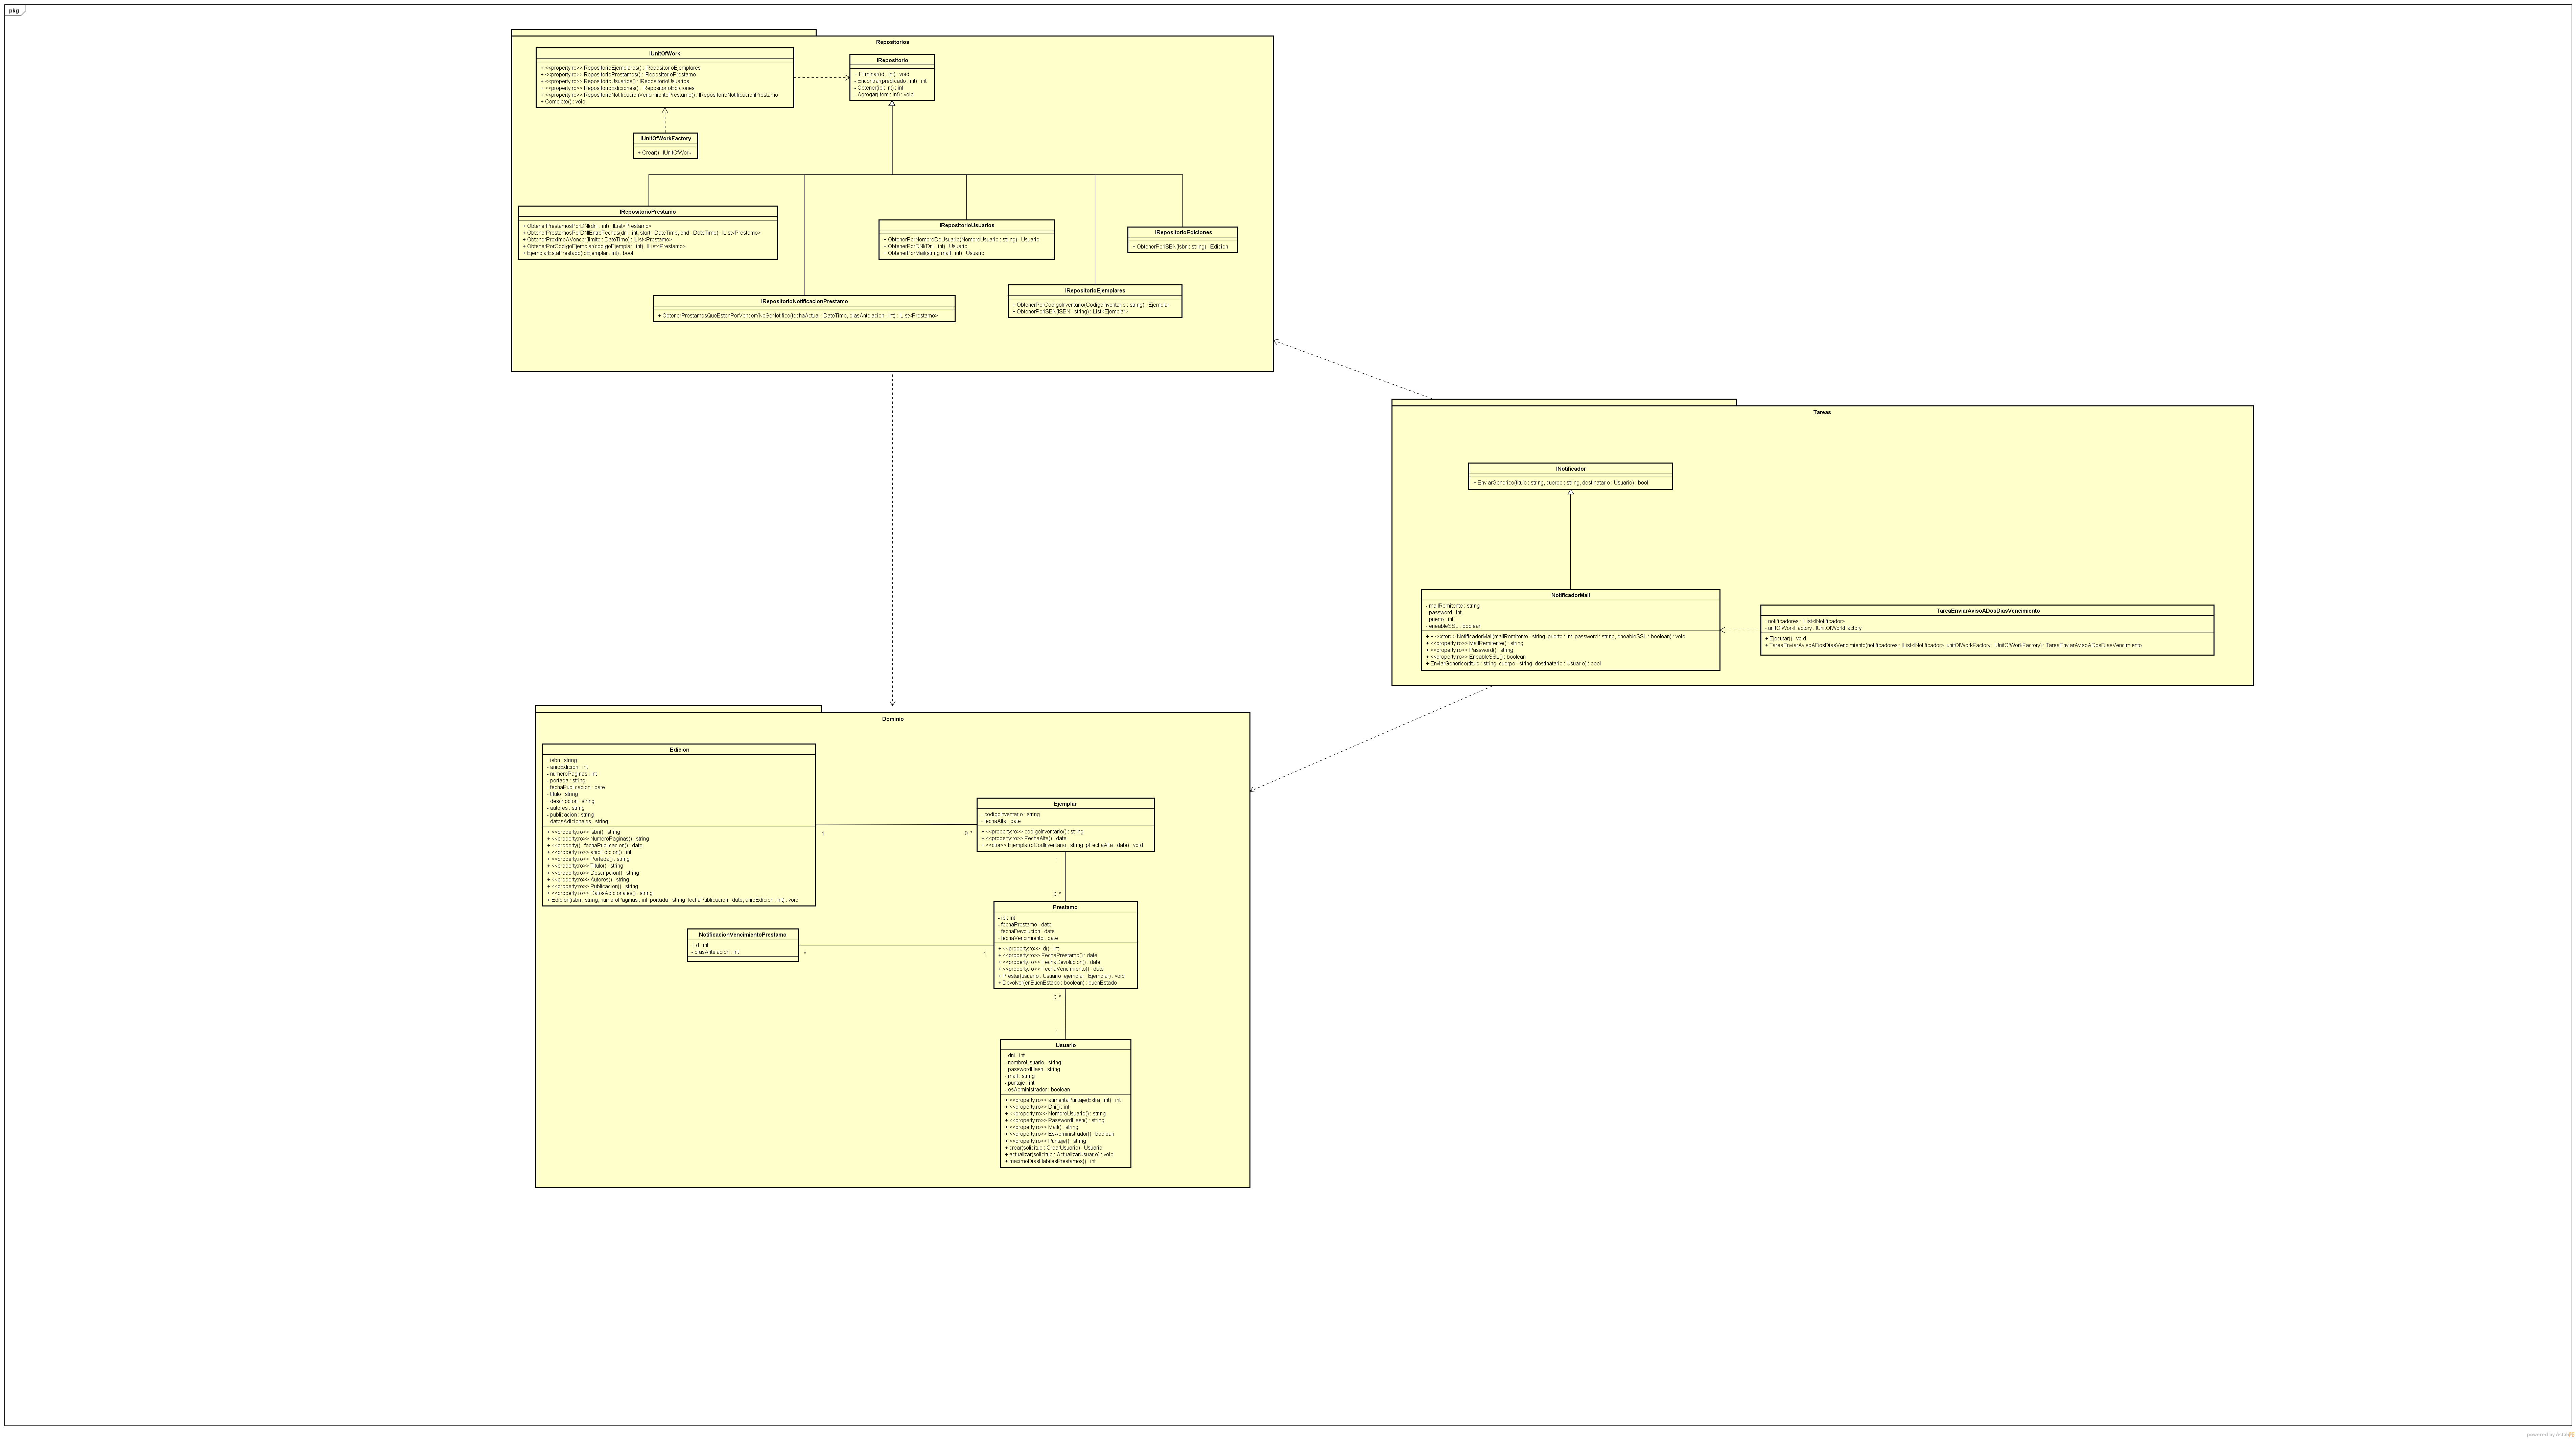 pkg
Repositorios
IUnitOfWork
+ <<property.ro>> RepositorioEjemplares() : IRepositorioEjemplares
+ <<property.ro>> RepositorioPrestamos() : IRepositorioPrestamo
+ <<property.ro>> RepositorioUsuarios() : IRepositorioUsuarios
+ <<property.ro>> RepositorioEdiciones() : IRepositorioEdiciones
+ <<property.ro>> RepositorioNotificacionVencimientoPrestamo() : IRepositorioNotificacionPrestamo
+ Complete() : void
IRepositorio
+ Eliminar(id : int) : void
- Encontrar(predicado : int) : int
- Obtener(id : int) : int
- Agregar(item : int) : void
IUnitOfWorkFactory
+ Crear() : IUnitOfWork
IRepositorioPrestamo
+ ObtenerPrestamosPorDNI(dni : int) : IList<Prestamo>
+ ObtenerPrestamosPorDNIEntreFechas(dni : int, start : DateTime, end : DateTime) : IList<Prestamo>
+ ObtenerProximoAVencer(limite : DateTime) : IList<Prestamo>
+ ObtenerPorCodigoEjemplar(codigoEjemplar : int) : IList<Prestamo>
+ EjemplarEstaPrestado(idEjemplar : int) : bool
IRepositorioUsuarios
+ ObtenerPorNombreDeUsuario(NombreUsuario : string) : Usuario
+ ObtenerPorDNI(Dni : int) : Usuario
+ ObtenerPorMail(string mail : int) : Usuario
IRepositorioEdiciones
+ ObtenerPorISBN(Isbn : string) : Edicion
IRepositorioNotificacionPrestamo
+ ObtenerPrestamosQueEstenPorVencerYNoSeNotifico(fechaActual : DateTime, diasAntelacion : int) : IList<Prestamo>
IRepositorioEjemplares
+ ObtenerPorCodigoInventario(CodigoInventario : string) : Ejemplar
+ ObtenerPorISBN(ISBN : string) : List<Ejemplar>
Tareas
INotificador
+ EnviarGenerico(titulo : string, cuerpo : string, destinatario : Usuario) : bool
NotificadorMail
- mailRemitente : string
- password : int
- puerto : int
- eneableSSL : boolean
+ + <<ctor>> NotificadorMail(mailRemitente : string, puerto : int, password : string, eneableSSL : boolean) : void
+ <<property.ro>> MailRemitente() : string
+ <<property.ro>> Password() : string
+ <<property.ro>> EneableSSL() : boolean
+ EnviarGenerico(titulo : string, cuerpo : string, destinatario : Usuario) : bool
TareaEnviarAvisoADosDiasVencimiento
- notificadores : IList<INotificador>
- unitOfWorkFactory : IUnitOfWorkFactory
+ Ejecutar() : void
+ TareaEnviarAvisoADosDiasVencimento(notificadores : IList<INotificador>, unitOfWorkFactory : IUnitOfWorkFactory) : TareaEnviarAvisoADosDiasVencimiento
Dominio
Edicion
- isbn : string
- anioEdicion : int
- numeroPaginas : int
- portada : string
- fechaPublicacion : date
- titulo : string
- descripcion : string
- autores : string
- publicacion : string
- datosAdicionales : string
+ <<property.ro>> Isbn() : string
+ <<property.ro>> NumeroPaginas() : string
+ <<property() : fechaPublicacion() : date
+ <<property.ro>> anioEdicion() : int
+ <<property.ro>> Portada() : string
+ <<property.ro>> Titulo() : string
+ <<property.ro>> Descripcion() : string
+ <<property.ro>> Autores() : string
+ <<property.ro>> Publicacion() : string
+ <<property.ro>> DatosAdicionales() : string
+ Edicion(isbn : string, numeroPaginas : int, portada : string, fechaPublicacion : date, anioEdicion : int) : void
1
0..*
Ejemplar
- codigoInventario : string
- fechaAlta : date
+ <<property.ro>> codigoInventario() : string
+ <<property.ro>> FechaAlta() : date
+ <<ctor>> Ejemplar(pCodInventario : string, pFechaAlta : date) : void
1
0..*
NotificacionVencimientoPrestamo
- id : int
- diasAntelacion : int
*
1
Prestamo
- id : int
- fechaPrestamo : date
- fechaDevolucion : date
- fechaVencimiento : date
+ <<property.ro>> id() : int
+ <<property.ro>> FechaPrestamo() : date
+ <<property.ro>> FechaDevolucion() : date
+ <<property.ro>> FechaVencimiento() : date
+ Prestar(usuario : Usuario, ejemplar : Ejemplar) : void
+ Devolver(enBuenEstado : boolean) : buenEstado
0..*
1
Usuario
- dni : int
- nombreUsuario : string
- passwordHash : string
- mail : string
- puntaje : int
- esAdministrador : boolean
+ <<property.ro>> aumentaPuntaje(Extra : int) : int
+ <<property.ro>> Dni() : int
+ <<property.ro>> NombreUsuario() : string
+ <<property.ro>> PasswordHash() : string
+ <<property.ro>> Mail() : string
+ <<property.ro>> EsAdministrador() : boolean
+ <<property.ro>> Puntaje() : string
+ crear(solicitud : CrearUsuario) : Usuario
+ actualizar(solicitud : ActualizarUsuario) : void
+ maximoDiasHabilesPrestamos() : int
powered by Astah